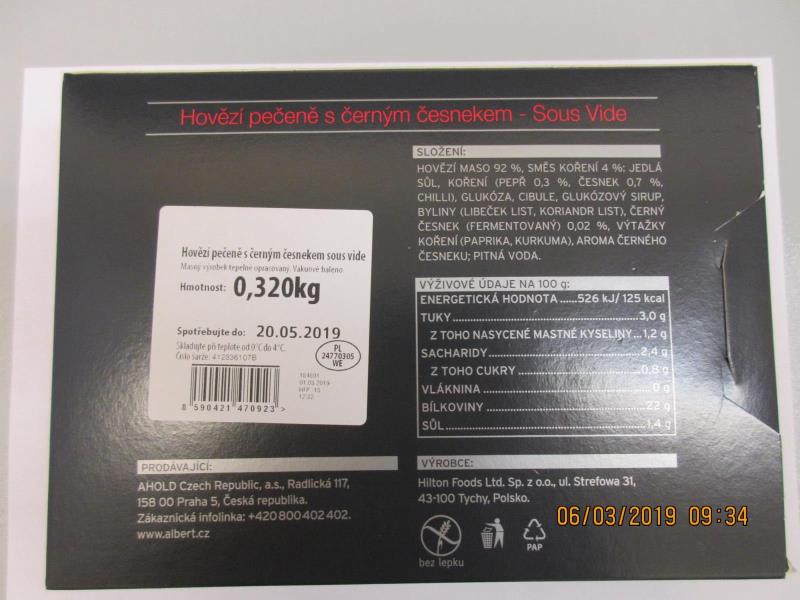 Hovězí pečeně s černým česnekem - Sous Vide
SLOŽENÍ:
HOVĚZÍ MASO 92 %, SMĚS KOŘENÍ 4 %: JEDLÁ
SŮL, KOŘENÍ (PEPŘ 0,3 %, ČESNEK 0,7 %,
CHILLI), GLUKÓZA, CIBULE, GLUKÓZOVÝ SIRUP,
BYLINY (LIBEČEK LIST, KORIANDR LIST), ČERNÝ
ČESNEK (FERMENTOVANÝ) 0,02 %, VÝTAŽKY
KOŘENÍ (PAPRIKA, KURKUMA), AROMA ČERNÉHO
ČESNEKU; PITNÁ VODA.
Hovězí pečeně s černým česnekem sous vide
Masný výrobek tepelně opracovaný. Vakuově baleno.
Hmotnost: 0,320kg
Spotřebujte do: 20.05.2019
Skladujte při teplotě od 0°C do 4°C.
Číslo šarže: 412836107B
PL
24770305
WE
184691
01.03.2019
HFP 10
12:32
8 590421 470923 >
VÝŽIVOVÉ ÚDAJE NA 100 g:
ENERGETICKÁ HODNOTA ......526 kJ/ 125 kcal
TUKY ......3,0 g
Z TOHO NASYCENÉ MASTNÉ KYSELINY...1,2 g
SACHARIDY ......2,4 g
Z TOHO CUKRY ......0,8 g
VLÁKNINA ......0 g
BÍLKOVINY ......22 g
SŮL ......1,4 g
PRODÁVAJÍCÍ:
AHOLD Czech Republic, a.s., Radlická 117,
158 00 Praha 5, Česká republika.
Zákaznická infolinka: +420 800 402 402.
www.albert.cz
VÝROBCE:
Hilton Foods Ltd. Sp. z o.o., ul. Strefowa 31,
43-100 Tychy, Polsko.
bez lepku
PAP
06/03/2019 09:34